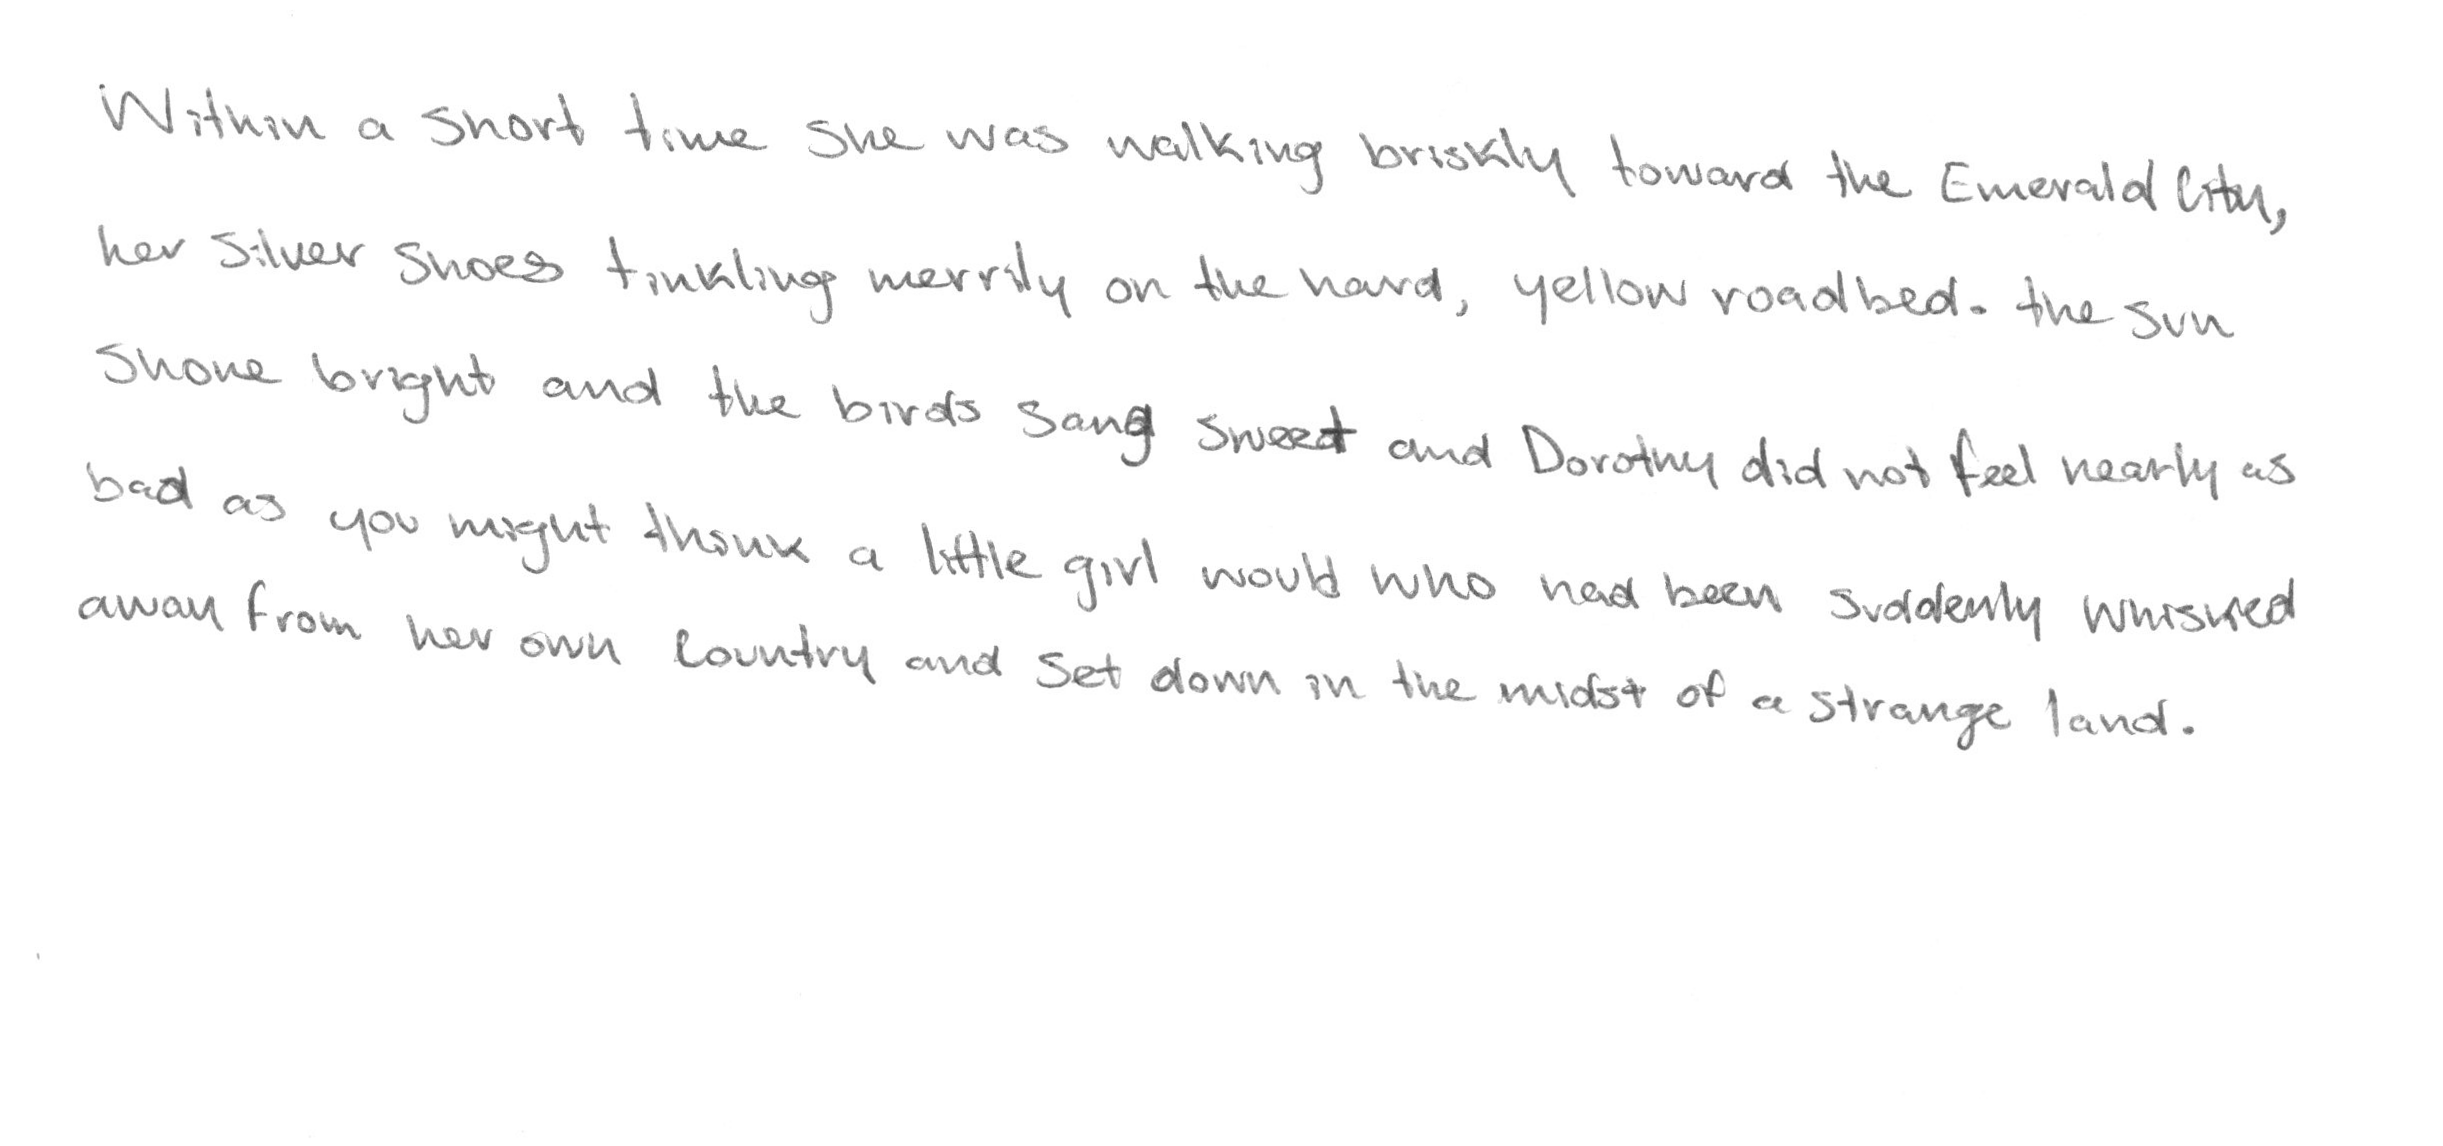 Within a short time she was walking briskly toward the Emerald City,
her silver shoes tinkling merrily on the hard, yellow roadbed. the sun
shone bright and the birds sang sweet and Dorothy did not feel nearly as
bad as you might think a little girl would who had been suddenly whisked
away from her own country and set down in the midst of a strange land.